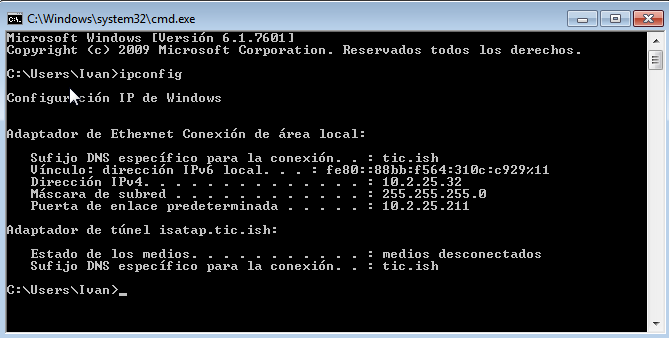 C:\Windows\system32\cmd.exe
Microsoft Windows [Versión 6.1.7601]
Copyright (c) 2009 Microsoft Corporation. Reservados todos los derechos.
C:\Users\Ivan>ipconfig
Configuración IP de Windows
Adaptador de Ethernet Conexión de área local:
Sufijo DNS específico para la conexión. . : tic.ish
Vínculo: dirección IPv6 local. . . : fe80::88bb:f564:310c:c929%11
Dirección IPv4. . . . . . . . . . . . . . : 10.2.25.32
Máscara de subred . . . . . . . . . . . . : 255.255.255.0
Puerta de enlace predeterminada . . . . . : 10.2.25.211
Adaptador de túnel isatap.tic.ish:
Estado de los medios. . . . . . . . . . . : medios desconectados
Sufijo DNS específico para la conexión. . : tic.ish
C:\Users\Ivan>_